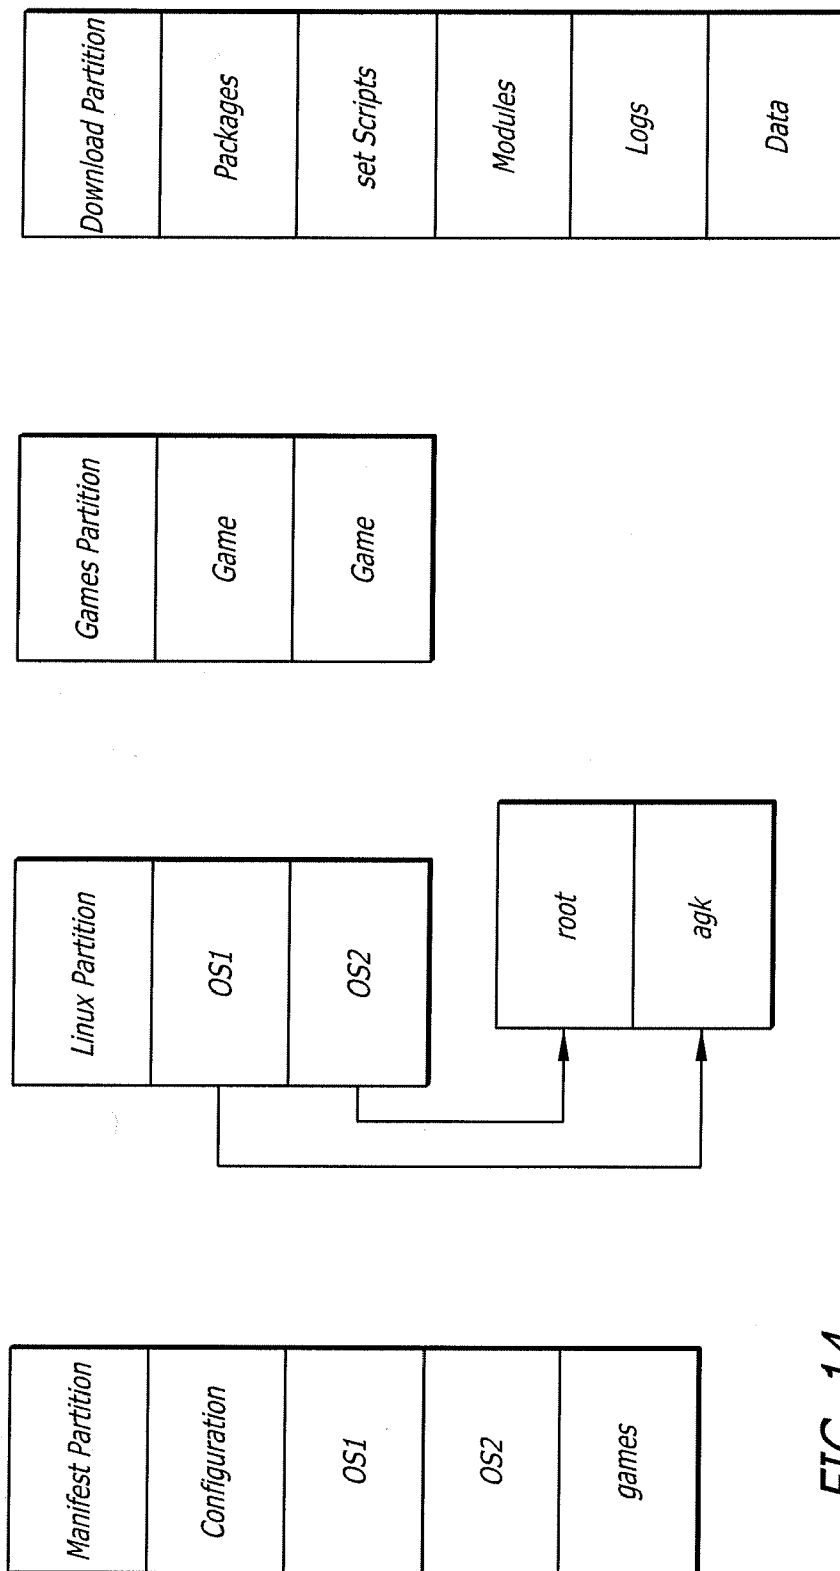 Manifest Partition
Configuration
OS1
OS2
games
Linux Partition
OS1
OS2
root
agk
Games Partition
Game
Game
Download Partition
Packages
set Scripts
Modules
Logs
Data
FIG. 14